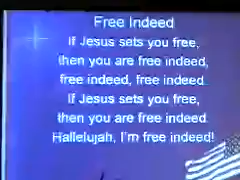 Free Indeed
If Jesus sets you free,
then you are free indeed,
free indeed, free indeed.
If Jesus sets you free,
then you are free indeed.
Hallelujah, I'm free indeed!